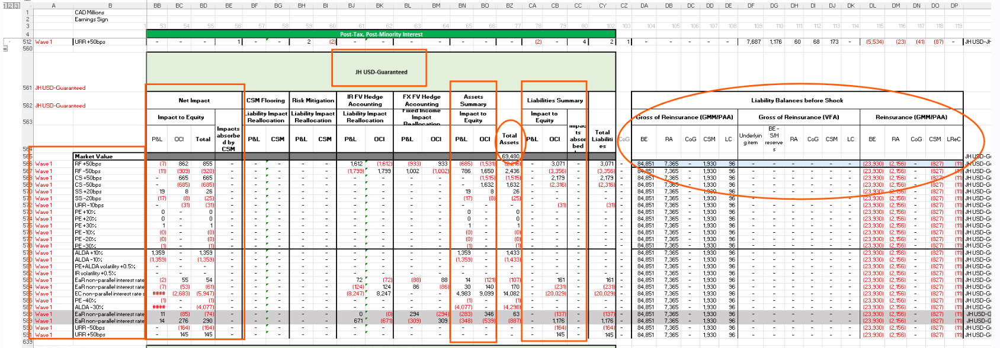 1 2 3 A B BB BC BD BE BF BG BH BI BJ BK BL BM BN BO BZ CA CB CC CY CZ DA DB DC DD DE DF DG DH DI DJ DK DL DM DN DO DP
1 CAD Millions
2 Earnings Sign
3 1 53 54 55 56 57 58 59 60 61 62 63 64 65 66 77 78 79 80 102 103 104 105 106 107 108 109 110 111 112 113 114 115 116 117 118 119
4 Post-Tax, Post-Minority Interest
512 Wave 1 URR +50bps - - - 1 - - 2 (2) - - - - - - - (2) - 4 2 1 - - - - - 7,687 1,176 60 68 173 - (5,534) (23) (41) (87) - JH USD-JH
560
JH USD-Guaranteed
561 JH USD-Guaranteed
562 JH USD-Guaranteed Net Impact CSM Flooring Risk Mitigation IR FV Hedge Accounting FX FV Hedge Accounting Assets Summary Liabilities Summary Liability Balances before Shock
563 Impact to Equity Liability Impact Reallocation Liability Impact Reallocation Liability Impact Reallocation Fixed Income Impact Reallocation Impact to Equity Impact to Equity Gross of Reinsurance (GMM/PAA) Gross of Reinsurance (VFA) Reinsurance (GMM/PAA)
564 P&L OCI Total Impacts absorbe d by CSM P&L CSM P&L CSM P&L OCI P&L OCI P&L OCI Total Assets P&L OCI Impac ts absor bed Total Liabiliti es CoG BE RA CoG CSM LC Underlyin g item BE - S/H reserve s RA CoG CSM LC BE RA CoG CSM LReC
565 Market Value 69,480 JH USD-Ge
566 Wave 1 RF +50bps (7) 862 855 - - - - - 1,612 (1,612) (933) 933 (685) (1,531) (2,216) - 3,071 3,071 - 84,851 7,365 - 1,930 96 - - - - - - (23,930) (2,156) - (827) (11) JH USD-Ge
567 Wave 1 RF -50bps (11) (909) (920) - - - - - (1,799) 1,799 1,002 (1,002) 786 1,650 2,436 - (3,356) - (3,356) - 84,851 7,365 - 1,930 96 - - - - - - (23,930) (2,156) - (827) (11) JH USD-Ge
568 Wave 1 CS +50bps - 665 665 - - - - - - - - - - (1,515) (1,515) - 2,179 - 2,179 - 84,851 7,365 - 1,930 96 - - - - - - (23,930) (2,156) - (827) (11) JH USD-Ge
569 Wave 1 CS -50bps - (685) (685) - - - - - - - - - - 1,632 1,632 - (2,316) - (2,316) - 84,851 7,365 - 1,930 96 - - - - - - (23,930) (2,156) - (827) (11) JH USD-Ge
570 Wave 1 SS +20bps 19 8 26 - - - - - - - - - 19 8 26 - - - - - 84,851 7,365 - 1,930 96 - - - - - - (23,930) (2,156) - (827) (11) JH USD-Ge
571 Wave 1 SS -20bps (17) (8) (25) - - - - - - - - - (17) (8) (25) - - - - - 84,851 7,365 - 1,930 96 - - - - - - (23,930) (2,156) - (827) (11) JH USD-Ge
572 Wave 1 URR -10bps - (31) (31) - - - - - - - - - - - - - (31) (31) - 84,851 7,365 - 1,930 96 - - - - - - (23,930) (2,156) - (827) (11) JH USD-Ge
573 Wave 1 PE +10% 0 - 0 - - - - - - - - - 0 - 0 - - - - - 84,851 7,365 - 1,930 96 - - - - - - (23,930) (2,156) - (827) (11) JH USD-Ge
574 Wave 1 PE +20% 0 - 0 - - - - - - - - - 0 - 0 - - - - - 84,851 7,365 - 1,930 96 - - - - - - (23,930) (2,156) - (827) (11) JH USD-Ge
575 Wave 1 PE +30% 1 - 1 - - - - - - - - - 1 - 1 - - - - - 84,851 7,365 - 1,930 96 - - - - - - (23,930) (2,156) - (827) (11) JH USD-Ge
576 Wave 1 PE -10% (0) - (0) - - - - - - - - - (0) - (0) - - - - - 84,851 7,365 - 1,930 96 - - - - - - (23,930) (2,156) - (827) (11) JH USD-Ge
577 Wave 1 PE -20% (0) - (0) - - - - - - - - - (0) - (0) - - - - - 84,851 7,365 - 1,930 96 - - - - - - (23,930) (2,156) - (827) (11) JH USD-Ge
578 Wave 1 PE -30% (1) - (1) - - - - - - - - - (1) - (1) - - - - - 84,851 7,365 - 1,930 96 - - - - - - (23,930) (2,156) - (827) (11) JH USD-Ge
579 Wave 1 ALDA +10% 1,359 - 1,359 - - - - - - - - - 1,359 - 1,433 - - - - - 84,851 7,365 - 1,930 96 - - - - - - (23,930) (2,156) - (827) (11) JH USD-Ge
580 Wave 1 ALDA -10% (1,359) - (1,359) - - - - - - - - - (1,359) - (1,433) - - - - - 84,851 7,365 - 1,930 96 - - - - - - (23,930) (2,156) - (827) (11) JH USD-Ge
581 Wave 1 PE+ALDA volatility +0.5% - - - - - - - - - - - - - - - - - - - - 84,851 7,365 - 1,930 96 - - - - - - (23,930) (2,156) - (827) (11) JH USD-Ge
582 Wave 1 IR volatility +0.5% - - - - - - - - - - - - - - - - - - - - 84,851 7,365 - 1,930 96 - - - - - - (23,930) (2,156) - (827) (11) JH USD-Ge
583 Wave 1 EaR non-parallel interest rate (2) 55 54 - - - - - 72 (72) (88) 88 14 (121) (107) - 161 161 - 84,851 7,365 - 1,930 96 - - - - - - (23,930) (2,156) - (827) (11) JH USD-Ge
584 Wave 1 EaR non-parallel interest rate (7) (53) (61) - - - - - (124) 124 86 (86) 30 140 170 - (231) - (231) - 84,851 7,365 - 1,930 96 - - - - - - (23,930) (2,156) - (827) (11) JH USD-Ge
585 Wave 1 EC non-parallel interest rate s #### (2,683) (5,947) - - - - - (8,247) 8,247 - - 4,983 9,099 14,082 - (20,029) - (20,029) - 84,851 7,365 - 1,930 96 - - - - - - (23,930) (2,156) - (827) (11) JH USD-Ge
586 Wave 1 PE -40% (1) - (1) - - - - - - - - - (1) - (1) - - - - - 84,851 7,365 - 1,930 96 - - - - - - (23,930) (2,156) - (827) (11) JH USD-Ge
587 Wave 1 ALDA -30% #### - (4,077) - - - - - - - - - (4,077) - (4,298) - - - - - 84,851 7,365 - 1,930 96 - - - - - - (23,930) (2,156) - (827) (11) JH USD-Ge
588 Wave 1 EaR non-parallel interest rate 11 (85) (74) - - - - - 0 (0) 294 (294) (283) 346 63 - (137) (137) - 84,851 7,365 - 1,930 96 - - - - - - (23,930) (2,156) - (827) (11) JH USD-G
589 Wave 1 EaR non-parallel interest rate 14 276 290 - - - - - 671 (671) (309) 309 (348) (539) (887) - 1,176 - 1,176 - 84,851 7,365 - 1,930 96 - - - - - - (23,930) (2,156) - (827) (11) JH USD-G
590 Wave 1 URR -50bps - (164) (164) - - - - - - - - - - - - - (164) - (164) - 84,851 7,365 - 1,930 96 - - - - - - (23,930) (2,156) - (827) (11) JH USD-Ge
591 Wave 1 URR +50bps 145 145 - - - - - - - - - - - - - 145 145 - 84,851 7,365 - 1,930 96 - - - - - - (23,930) (2,156) - (827) (11) JH USD-Ge
639